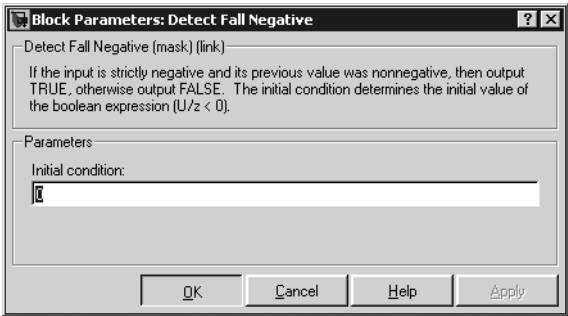 Block Parameters: Detect Fall Negative
Detect Fall Negative (mask) (link)
If the input is strictly negative and its previous value was nonnegative, then output
TRUE, otherwise output FALSE.  The initial condition determines the initial value of
the boolean expression (U/z < 0).
Parameters
Initial condition:
0
OK
Cancel
Help
Apply